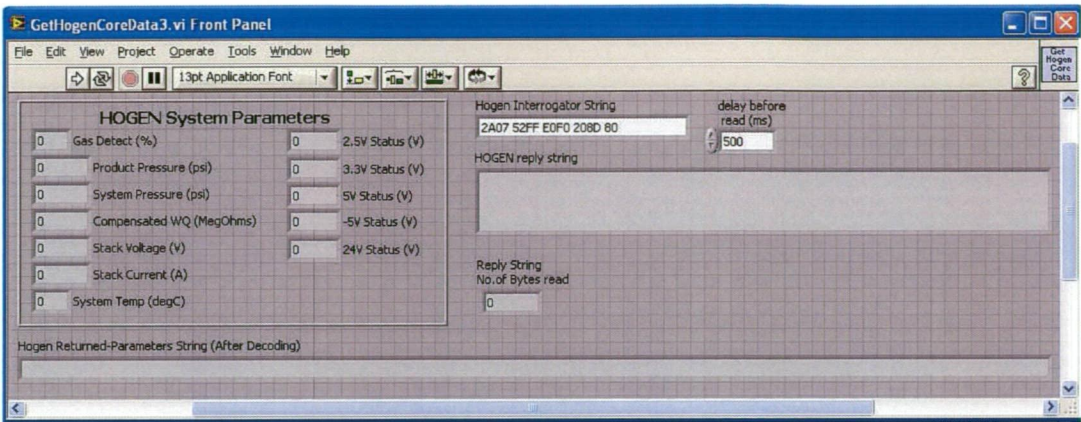 GetHogenCoreData3.vi Front Panel
File Edit View Project Operate Tools Window Help
13pt Application Font
?
Get
Hogen
Core
Data
HOGEN System Parameters
0 Gas Detect (%)
0 Product Pressure (psi)
0 System Pressure (psi)
0 Compensated WQ (MegOhms)
0 Stack Voltage (V)
0 Stack Current (A)
0 System Temp (degC)
0 2.5V Status (V)
0 3.3V Status (V)
0 5V Status (V)
0 -5V Status (V)
0 24V Status (V)
Hogen Interrogator String
2A07 52FF E0F0 208D 80
delay before
read (ms)
500
HOGEN reply string
Reply String
No.of Bytes read
0
Hogen Returned-Parameters String (After Decoding)